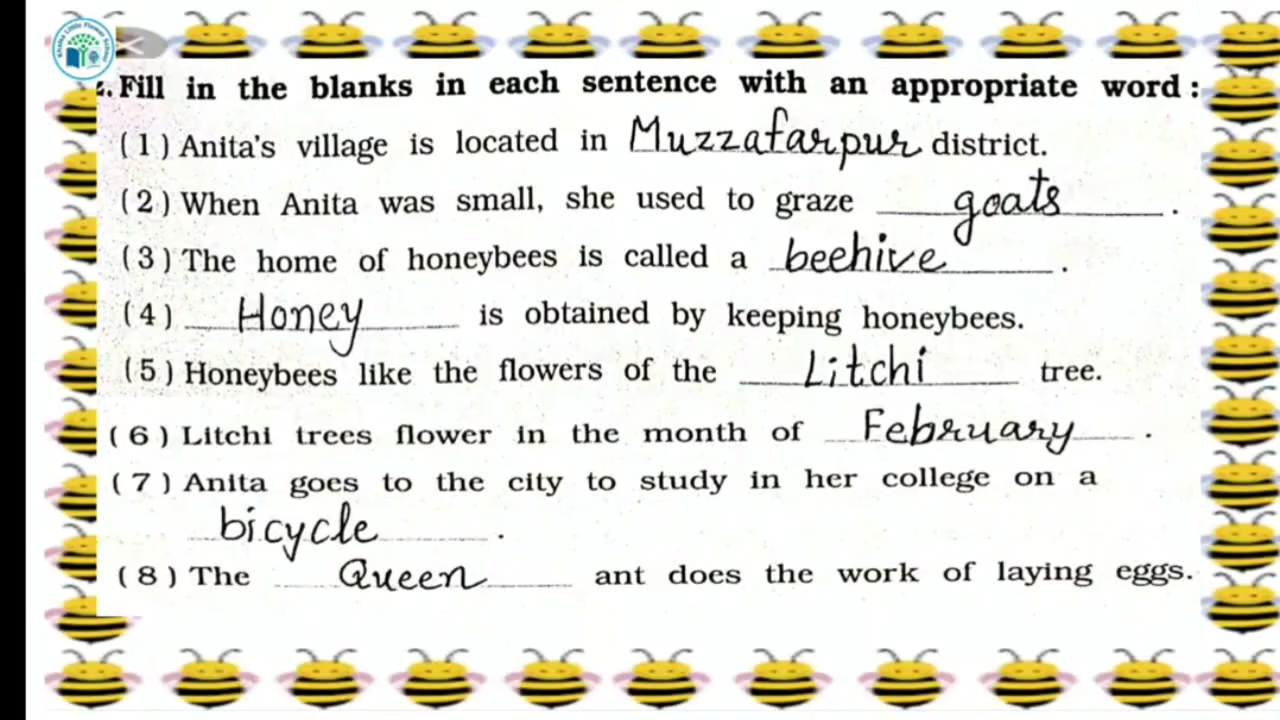 . Fill in the blanks in each sentence with an appropriate word :
(1) Anita's village is located in Muzzafarpur district.
(2) When Anita was small, she used to graze goats .
(3) The home of honeybees is called a beehive .
(4) Honey is obtained by keeping honeybees.
(5) Honeybees like the flowers of the Litchi tree.
(6) Litchi trees flower in the month of February .
(7) Anita goes to the city to study in her college on a
bicycle .
(8) The Queen ant does the work of laying eggs.